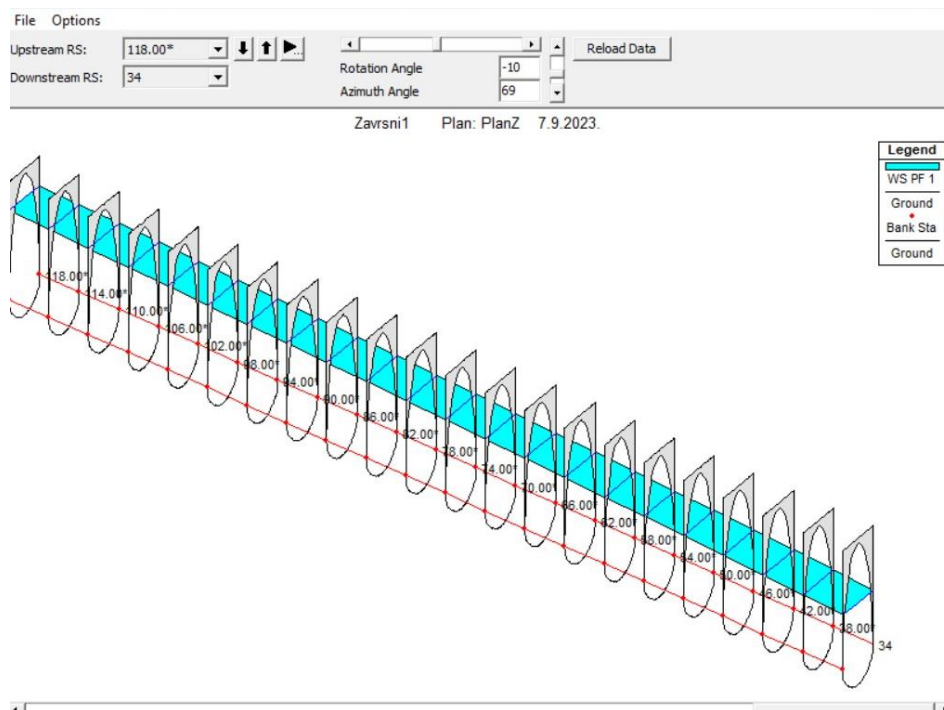 File Options
Upstream RS: 118.00*
Downstream RS: 34
Rotation Angle -10
Azimuth Angle 69
Reload Data
Zavrsni1 Plan: PlanZ 7.9.2023.
Legend
WS PF 1
Ground
Bank Sta
Ground
118.00*
114.00*
110.00*
106.00*
102.00*
98.00*
94.00*
90.00*
86.00*
82.00*
78.00*
74.00*
70.00*
66.00*
62.00*
58.00*
54.00*
50.00*
46.00*
42.00*
38.00*
34